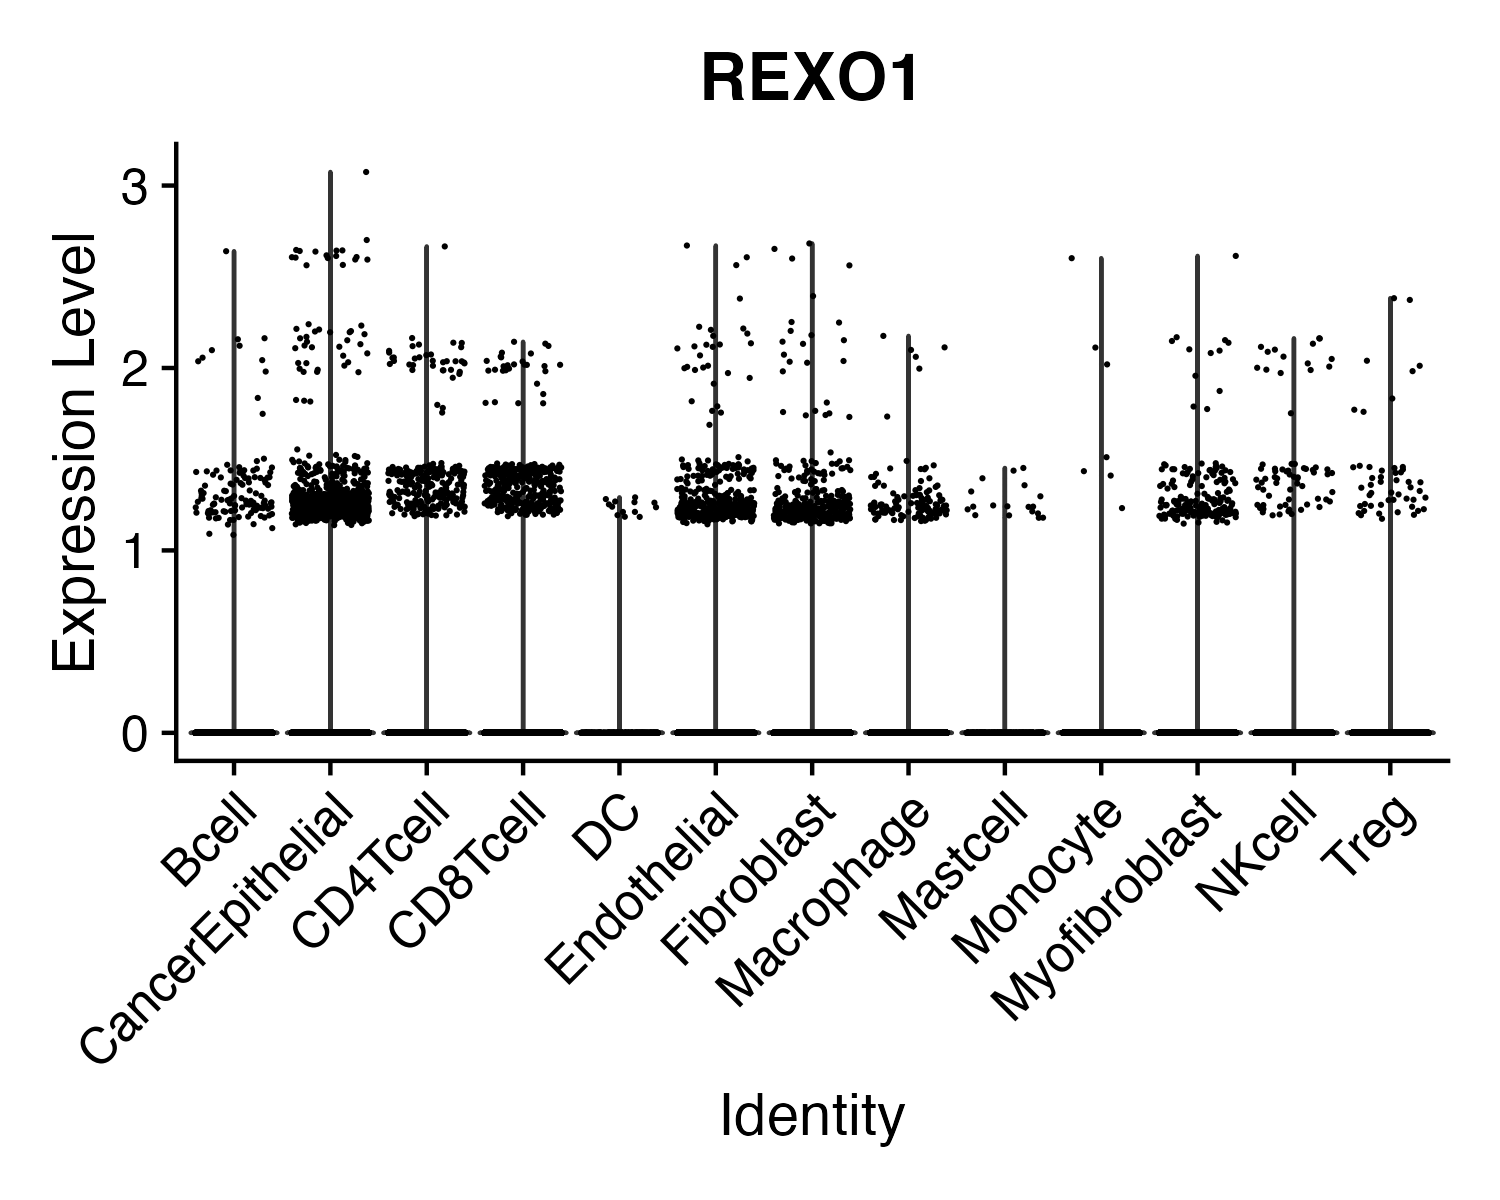 REXO1
Expression Level
3
2
1
0
Bcell
CancerEpithelial
CD4Tcell
CD8Tcell
DC
Endothelial
Fibroblast
Macrophage
Mastcell
Monocyte
Myofibroblast
NKcell
Treg
Identity